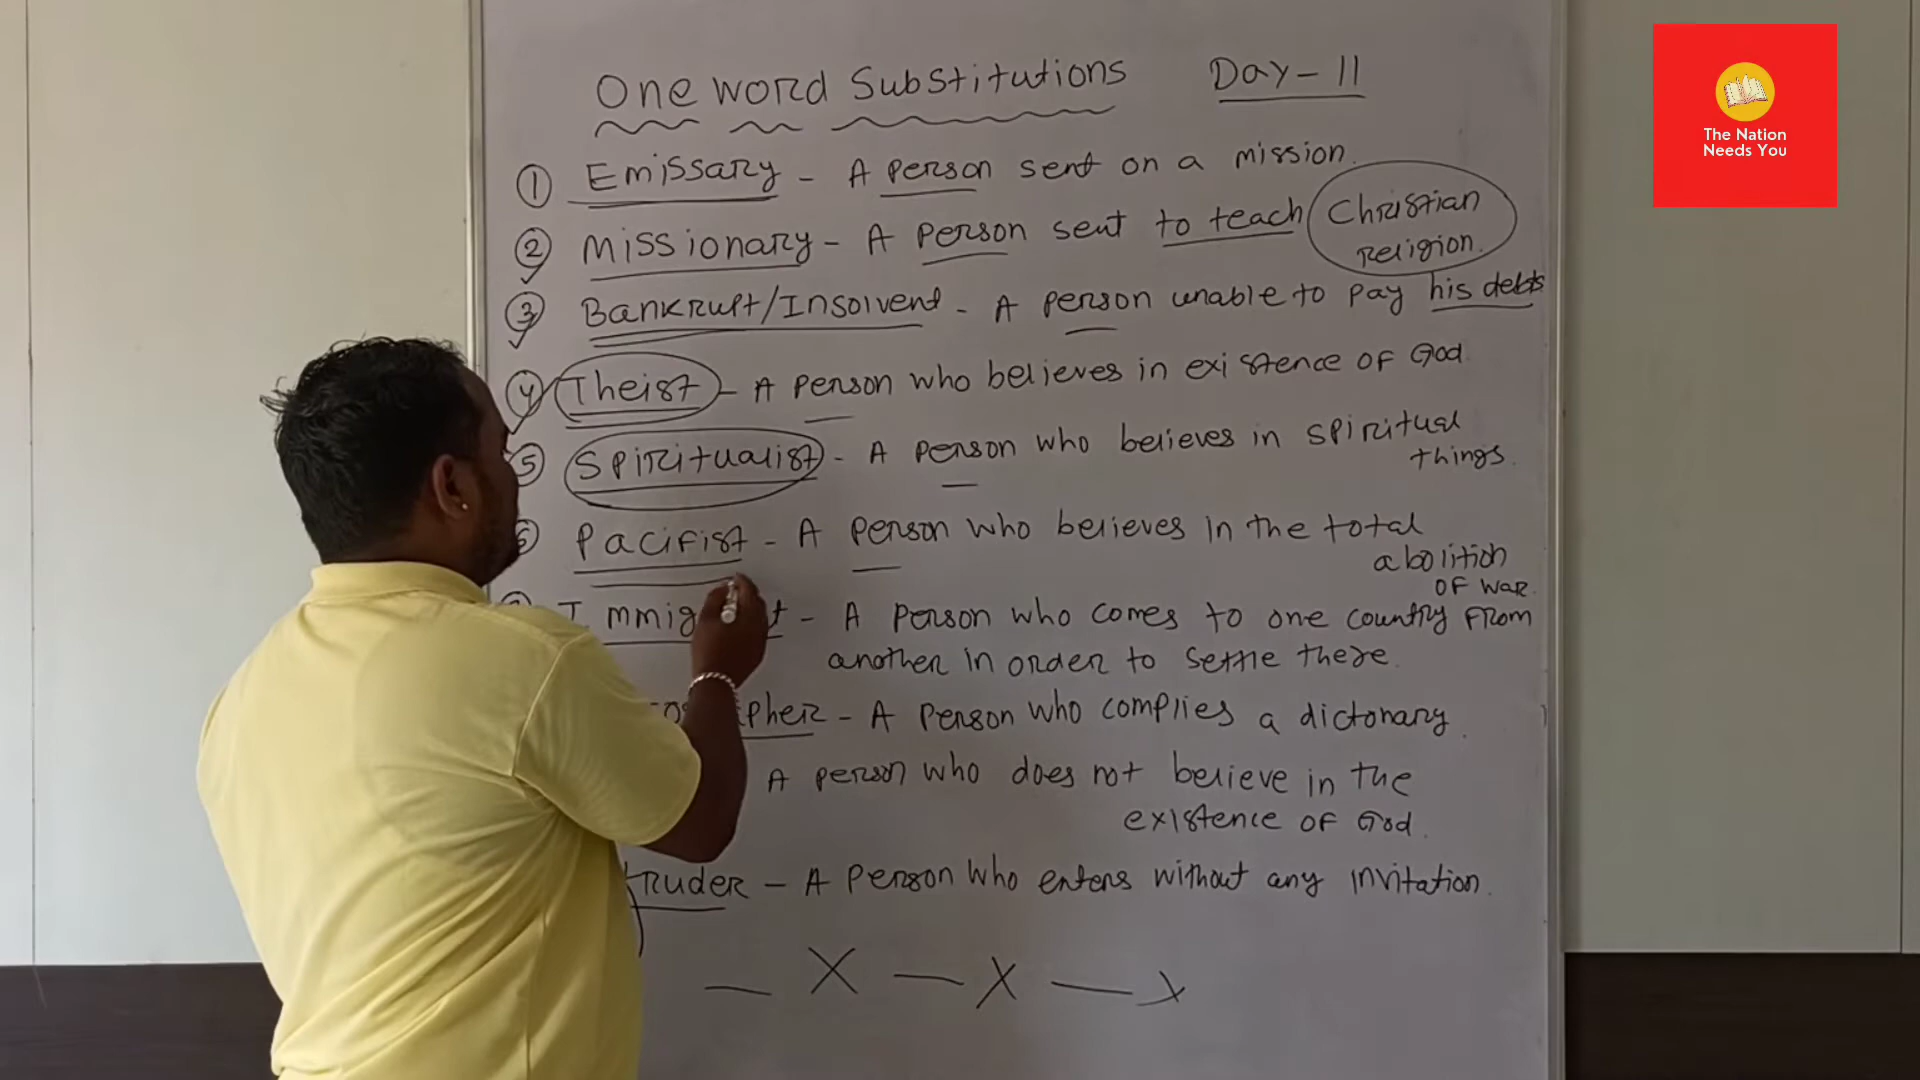 One word Substitutions Day-11
① Emissary - A person sent on a mission.
② Missionary - A person sent to teach Christian
religion.
③ Bankrupt/Insolvent - A person unable to pay his debts
④ Theist - A person who believes in existence of God
⑤ Spiritualist - A person who believes in spiritual
things.
⑥ Pacifist - A person who believes in the total
abolition
of war.
- A person who comes to one country from
another in order to settle there.
- A person who complies a dictonary.
A person who does not believe in the
existence of God.
- A person who enters without any invitation.
— X — X — X
The Nation
Needs You